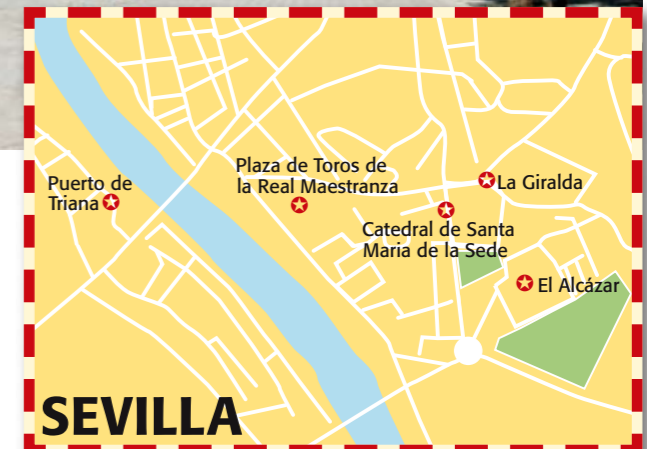 Puerto de
Triana
Plaza de Toros de
la Real Maestranza
La Giralda
Catedral de Santa
Maria de la Sede
El Alcázar
SEVILLA